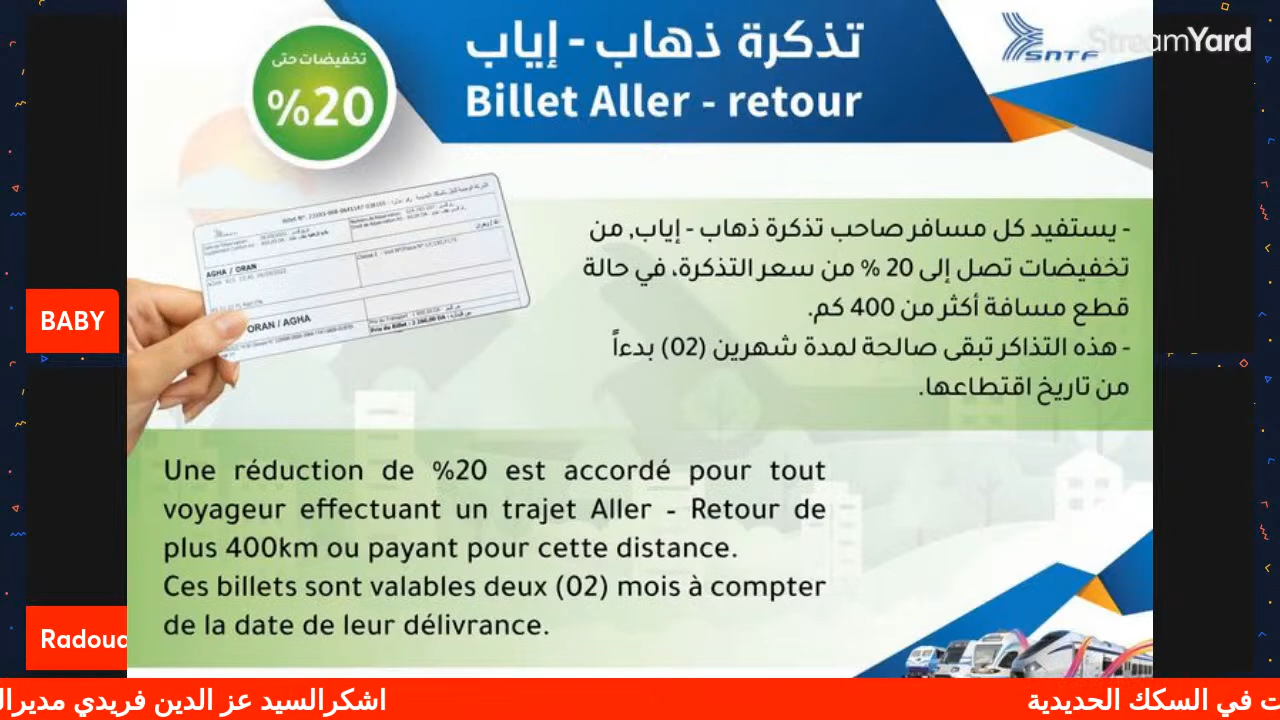 تخفيضات حتى
%20
تذكرة ذهاب - إياب
Billet Aller - retour
SNTF
StreamYard
- يستفيد كل مسافر صاحب تذكرة ذهاب - إياب, من
تخفيضات تصل إلى 20 % من سعر التذكرة، في حالة
قطع مسافة أكثر من 400 كم.
- هذه التذاكر تبقى صالحة لمدة شهرين (02) بدءاً
من تاريخ اقتطاعها.
AGHA / ORAN
ORAN / AGHA
BABY
Une réduction de %20 est accordé pour tout
voyageur effectuant un trajet Aller - Retour de
plus 400km ou payant pour cette distance.
Ces billets sont valables deux (02) mois à compter
de la date de leur délivrance.
Radoua
ت في السكك الحديدية
اشكرالسيد عز الدين فريدي مديرال